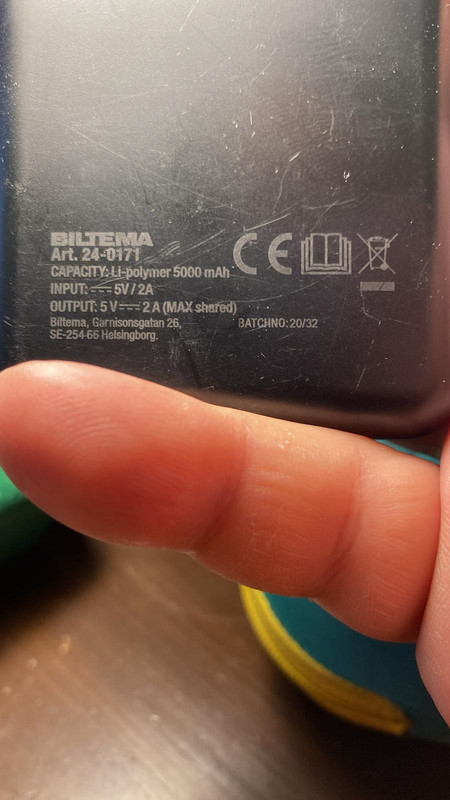 BILTEMA
Art. 24-0171
CAPACITY: Li-polymer 5000 mAh
INPUT: ⎓ 5V / 2A
OUTPUT: 5 V ⎓ 2 A (MAX shared)
Biltema, Garnisonsgatan 26,
SE-254 66 Helsingborg.
BATCHNO: 20/32
CE